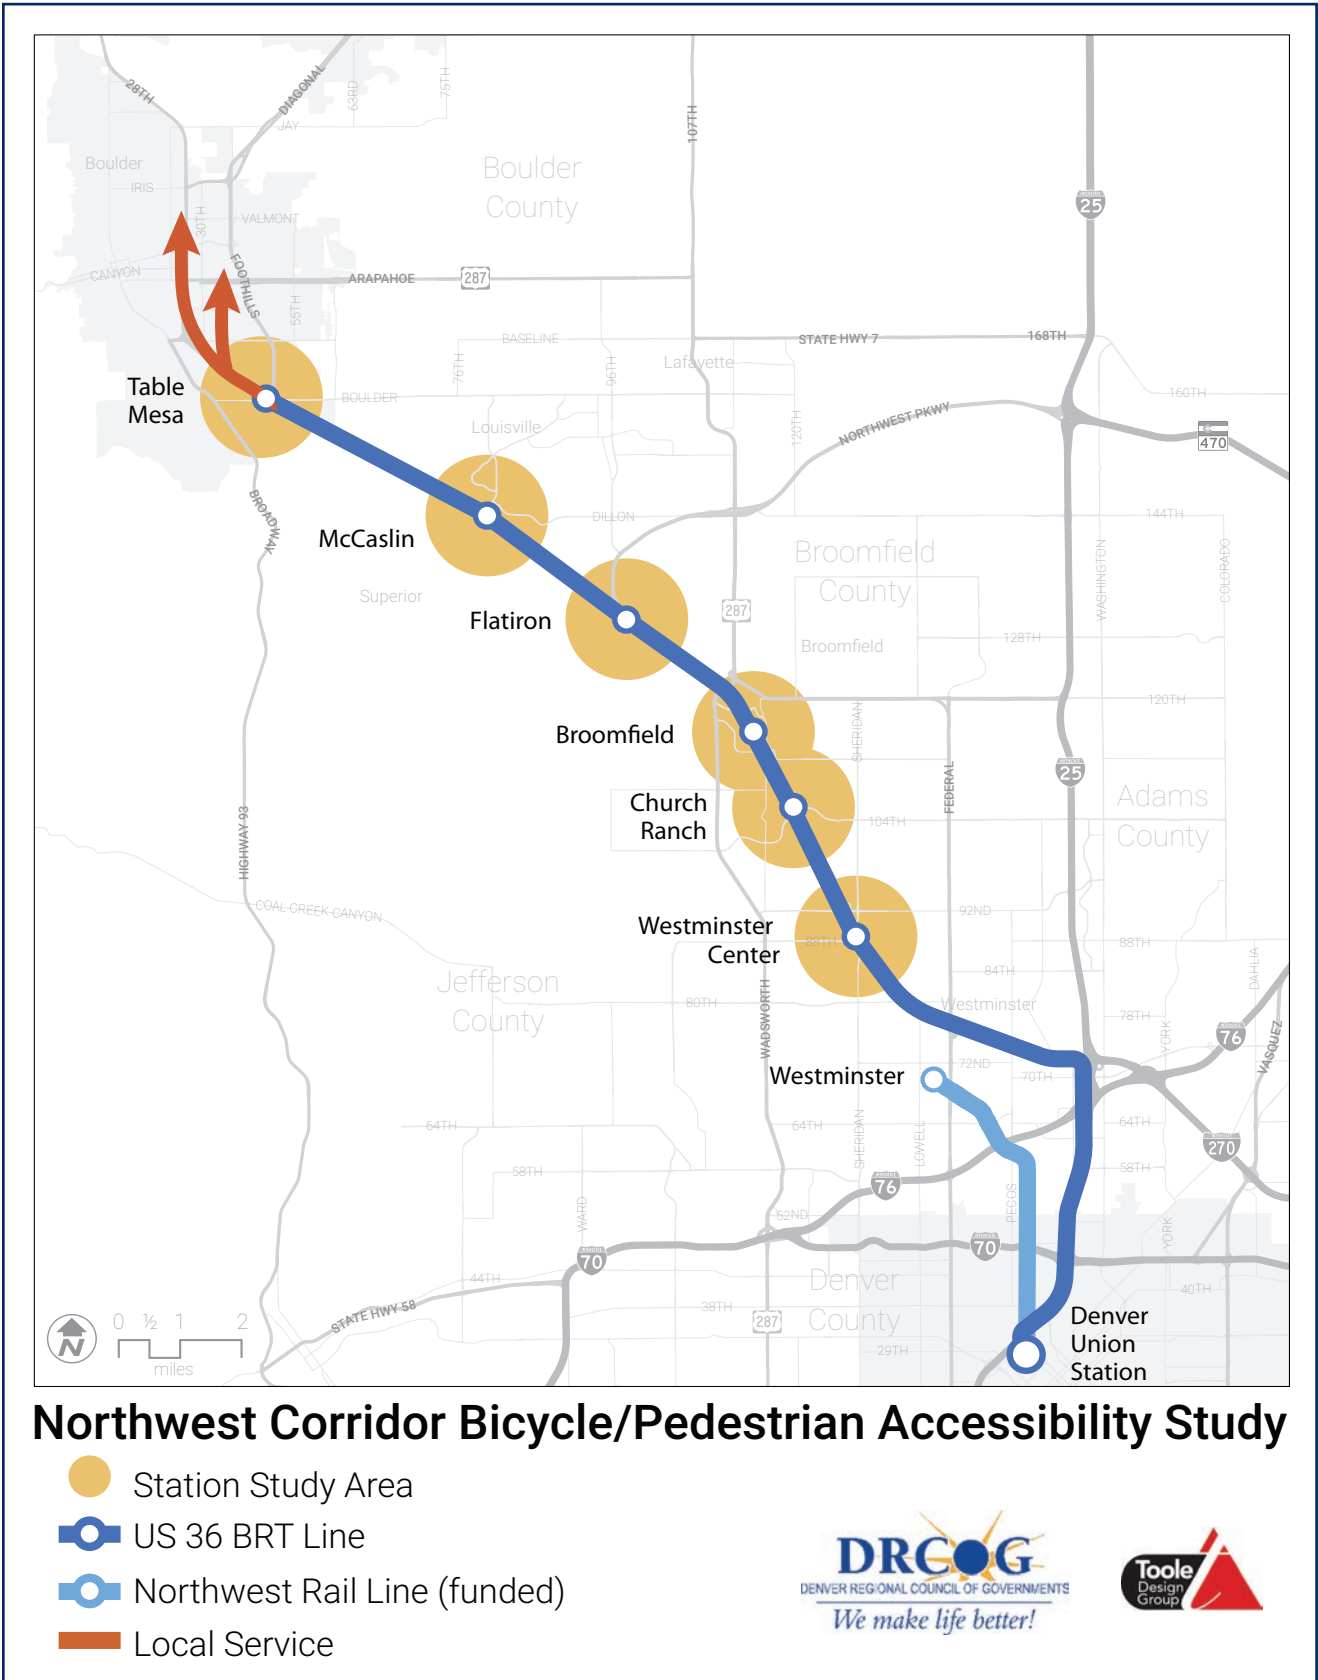 28TH
DIAGONAL
63RD
75TH
JAY
107TH
Boulder
IRIS
Boulder
County
25
30TH
VALMONT
FOOTHILLS
CANYON
ARAPAHOE
287
55TH
BASELINE
STATE HWY 7
168TH
76TH
96TH
Lafayette
Table
Mesa
BOULDER
160TH
NORTHWEST PKWY
120TH
Louisville
470
BROADWAY
McCaslin
DILLON
144TH
Broomfield
County
WASHINGTON
COLORADO
Superior
Flatiron
287
128TH
Broomfield
120TH
SHERIDAN
Broomfield
25
FEDERAL
Adams
County
Church
Ranch
104TH
HIGHWAY 93
COAL CREEK CANYON
92ND
Westminster
Center
88TH
88TH
84TH
DAHLIA
Jefferson
County
80TH
Westminster
WADSWORTH
78TH
YORK
76
VASQUEZ
Westminster
72ND
70TH
64TH
64TH
SHERIDAN
LOWELL
64TH
270
58TH
58TH
76
WARD
PECOS
52ND
YORK
70
70
44TH
Denver
County
40TH
STATE HWY 58
38TH
287
29TH
Denver
Union
Station
N
0 ½ 1 2
miles
Northwest Corridor Bicycle/Pedestrian Accessibility Study
Station Study Area
US 36 BRT Line
Northwest Rail Line (funded)
Local Service
DRCOG
DENVER REGIONAL COUNCIL OF GOVERNMENTS
We make life better!
Toole
Design
Group